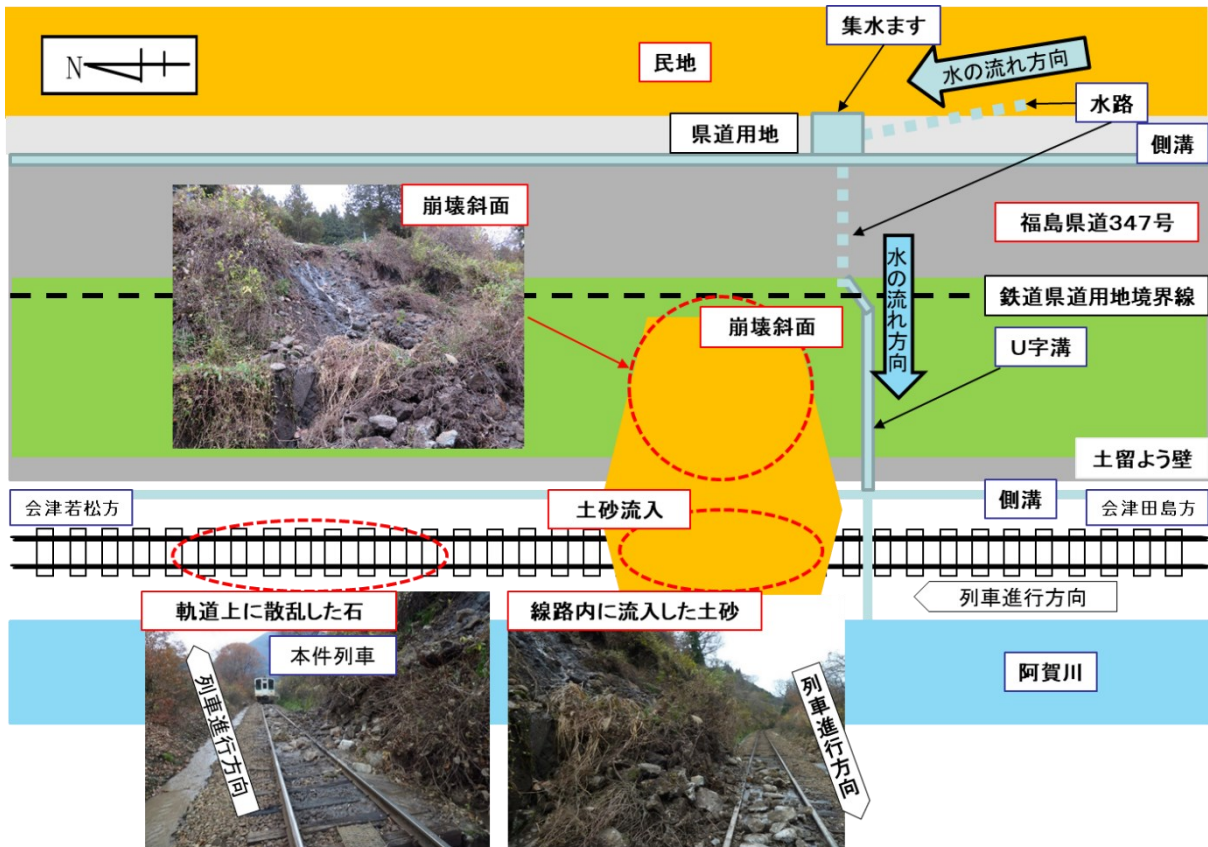 集水ます
N
民地
水の流れ方向
水路
県道用地
側溝
崩壊斜面
福島県道347号
鉄道県道用地境界線
崩壊斜面
水の流れ方向
U字溝
土留よう壁
会津若松方
土砂流入
側溝
会津田島方
列車進行方向
軌道上に散乱した石
線路内に流入した土砂
本件列車
阿賀川
列車進行方向
列車進行方向